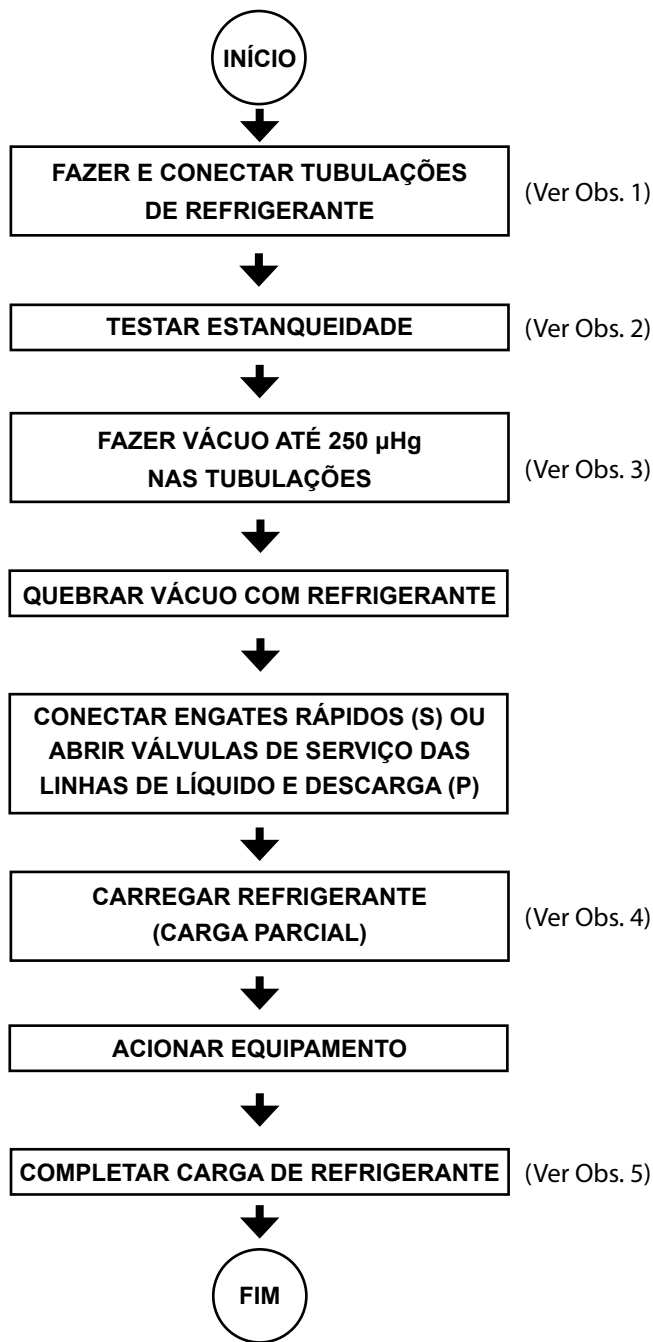 INÍCIO
FAZER E CONECTAR TUBULAÇÕES
DE REFRIGERANTE
(Ver Obs. 1)
TESTAR ESTANQUEIDADE
(Ver Obs. 2)
FAZER VÁCUO ATÉ 250 µHg
NAS TUBULAÇÕES
(Ver Obs. 3)
QUEBRAR VÁCUO COM REFRIGERANTE
CONECTAR ENGATES RÁPIDOS (S) OU
ABRIR VÁLVULAS DE SERVIÇO DAS
LINHAS DE LÍQUIDO E DESCARGA (P)
CARREGAR REFRIGERANTE
(CARGA PARCIAL)
(Ver Obs. 4)
ACIONAR EQUIPAMENTO
COMPLETAR CARGA DE REFRIGERANTE
(Ver Obs. 5)
FIM